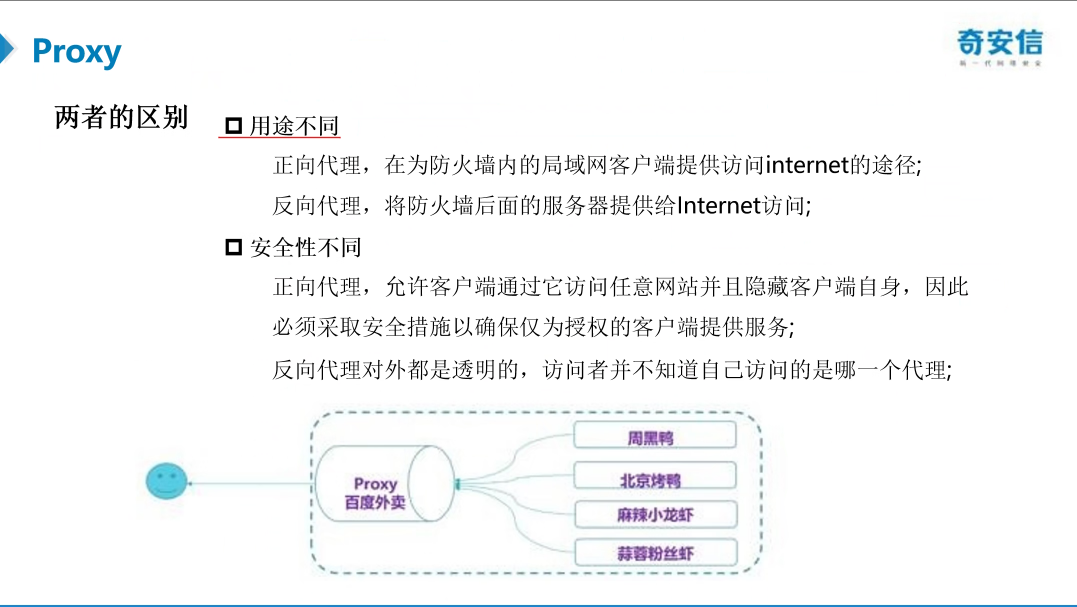 Proxy
奇安信
新一代网络安全
两者的区别
用途不同
正向代理，在为防火墙内的局域网客户端提供访问internet的途径;
反向代理，将防火墙后面的服务器提供给Internet访问;
安全性不同
正向代理，允许客户端通过它访问任意网站并且隐藏客户端自身，因此
必须采取安全措施以确保仅为授权的客户端提供服务;
反向代理对外都是透明的，访问者并不知道自己访问的是哪一个代理;
Proxy
百度外卖
周黑鸭
北京烤鸭
麻辣小龙虾
蒜蓉粉丝虾